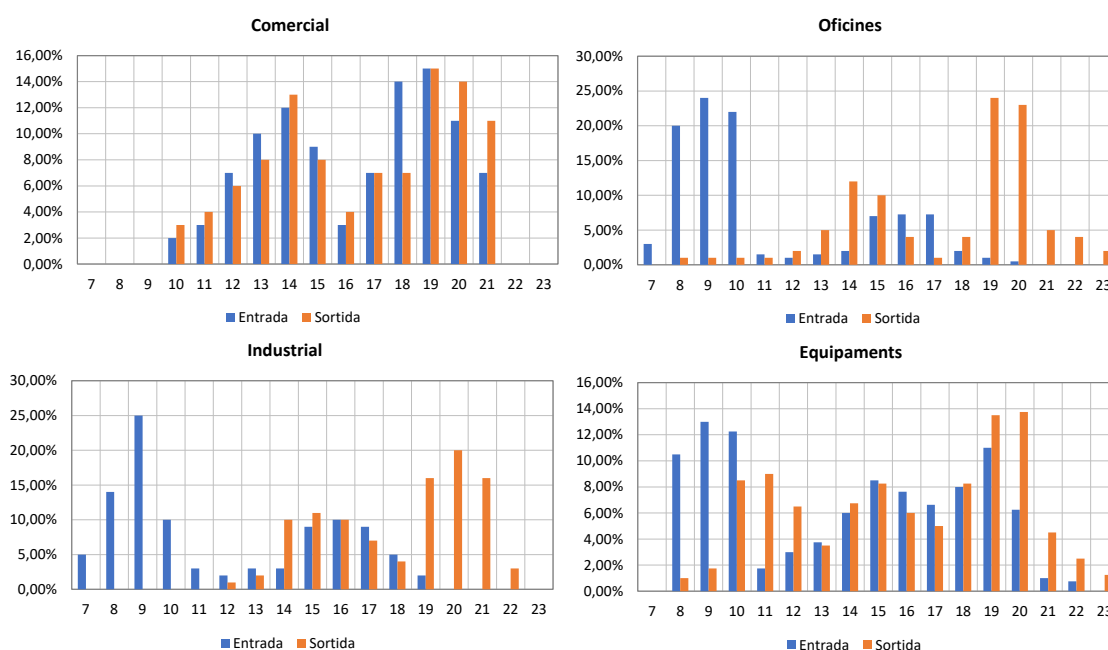 Comercial
16,00%
14,00%
12,00%
10,00%
8,00%
6,00%
4,00%
2,00%
0,00%
7 8 9 10 11 12 13 14 15 16 17 18 19 20 21 22 23
Entrada Sortida
Oficines
30,00%
25,00%
20,00%
15,00%
10,00%
5,00%
0,00%
7 8 9 10 11 12 13 14 15 16 17 18 19 20 21 22 23
Entrada Sortida
Industrial
30,00%
25,00%
20,00%
15,00%
10,00%
5,00%
0,00%
7 8 9 10 11 12 13 14 15 16 17 18 19 20 21 22 23
Entrada Sortida
Equipaments
16,00%
14,00%
12,00%
10,00%
8,00%
6,00%
4,00%
2,00%
0,00%
7 8 9 10 11 12 13 14 15 16 17 18 19 20 21 22 23
Entrada Sortida